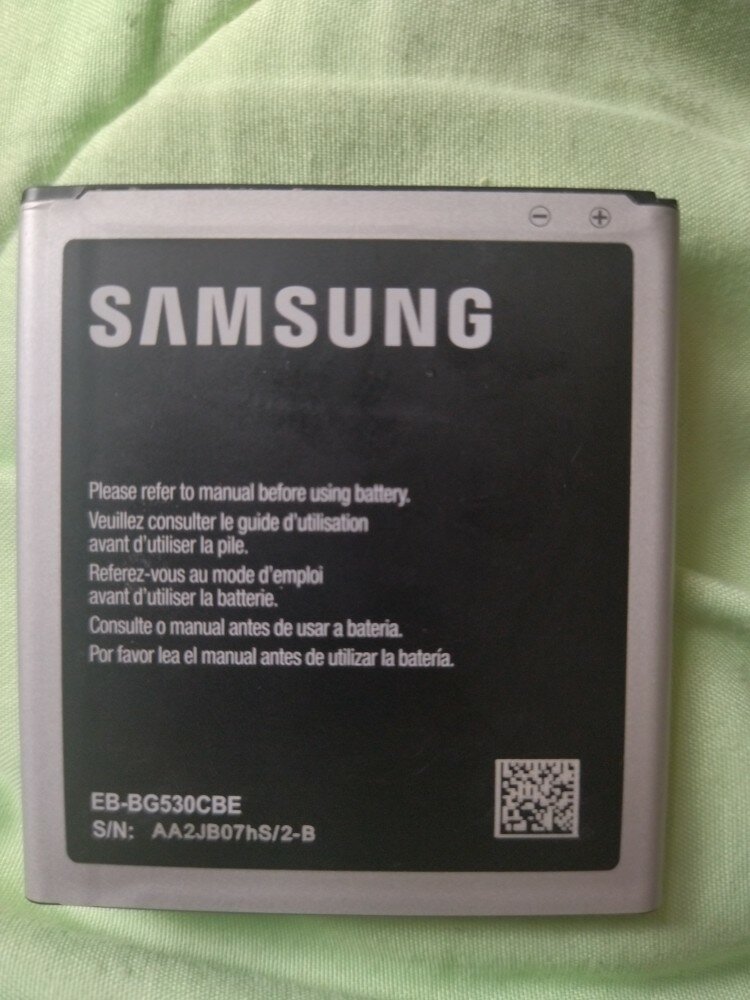 SAMSUNG
Please refer to manual before using battery.
Veuillez consulter le guide d'utilisation
avant d'utiliser la pile.
Referez-vous au mode d'emploi
avant d'utiliser la batterie.
Consulte o manual antes de usar a bateria.
Por favor lea el manual antes de utilizar la batería.
EB-BG530CBE
S/N: AA2JB07hS/2-B